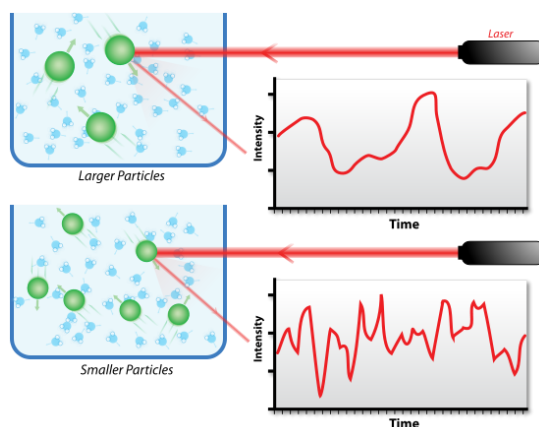 Laser
Intensity
Time
Larger Particles
Intensity
Time
Smaller Particles